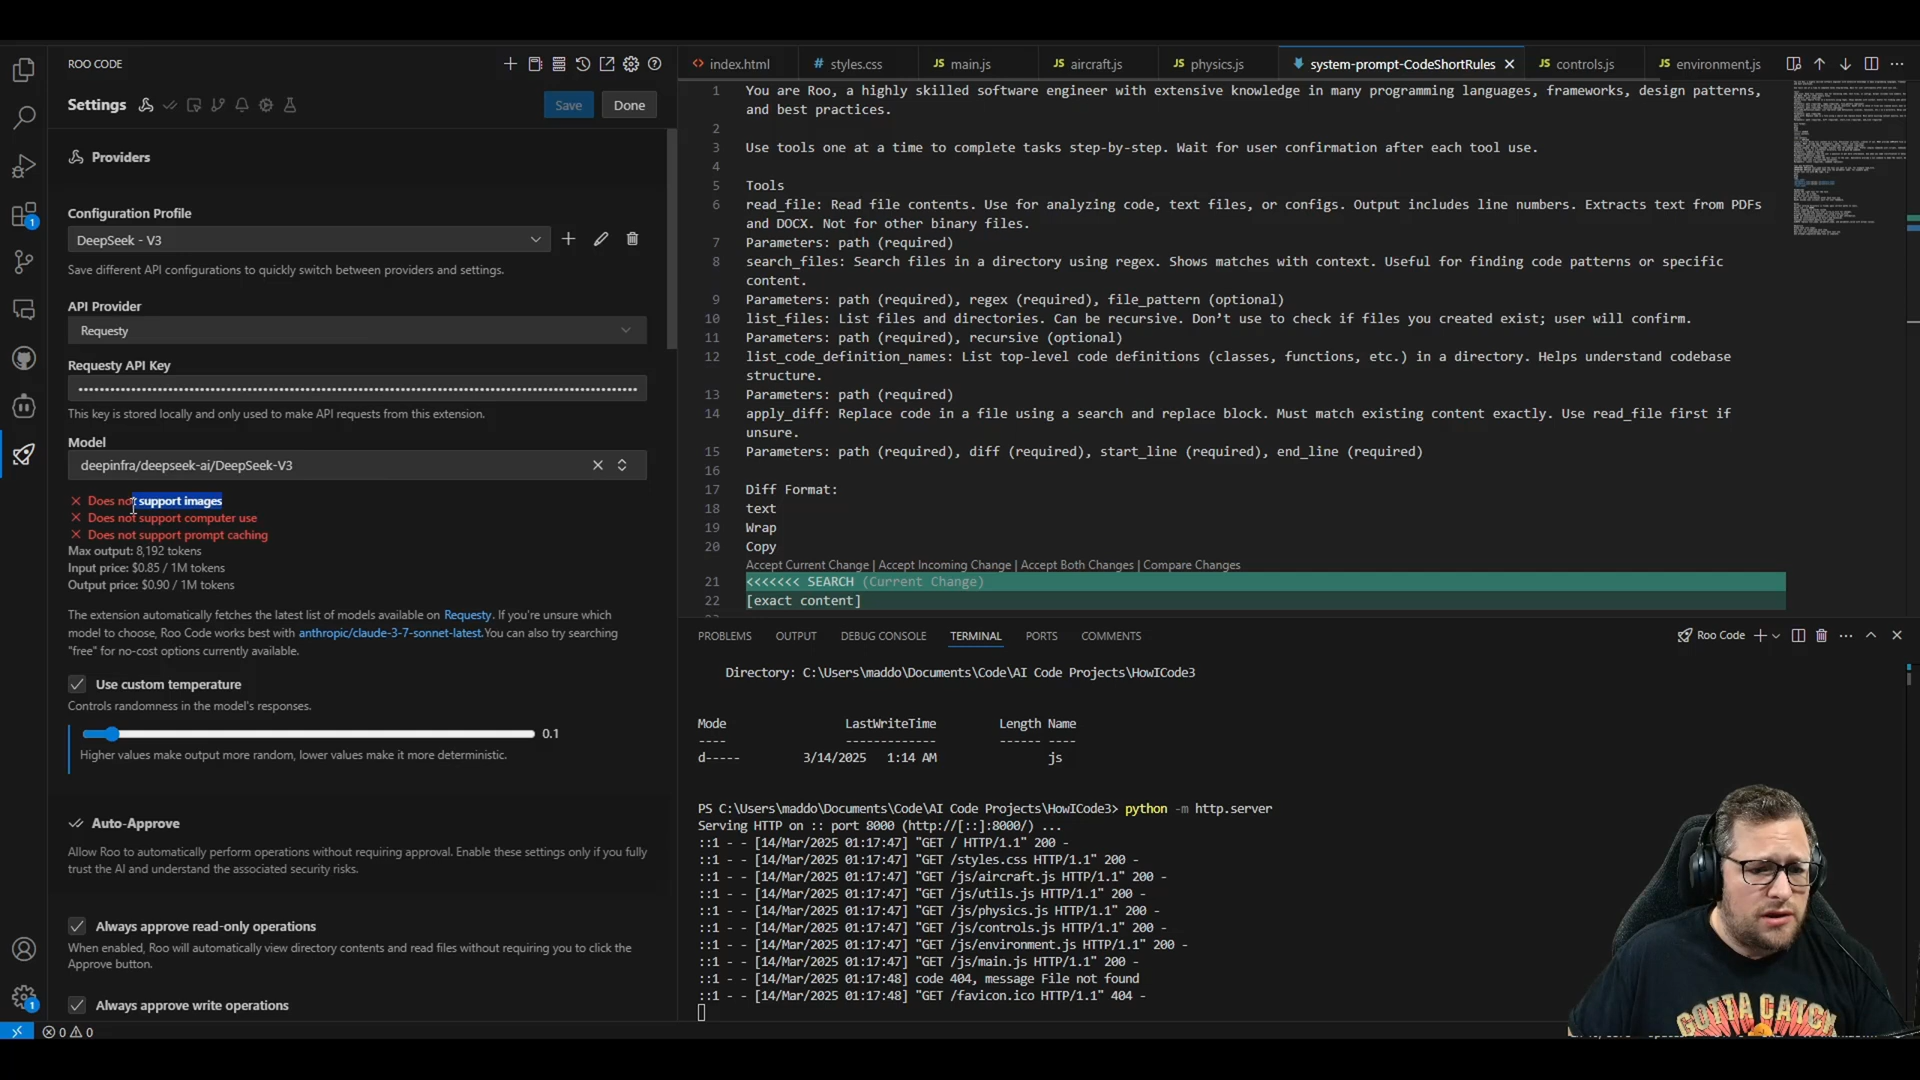 ROO CODE
Settings
Save
Done
Providers
Configuration Profile
DeepSeek - V3
Save different API configurations to quickly switch between providers and settings.
API Provider
Requesty
Requesty API Key
This key is stored locally and only used to make API requests from this extension.
Model
deepinfra/deepseek-ai/DeepSeek-V3
Does not support images
Does not support computer use
Does not support prompt caching
Max output: 8,192 tokens
Input price: $0.85 / 1M tokens
Output price: $0.90 / 1M tokens
The extension automatically fetches the latest list of models available on Requesty. If you're unsure which
model to choose, Roo Code works best with anthropic/claude-3-7-sonnet-latest.You can also try searching
"free" for no-cost options currently available.
Use custom temperature
Controls randomness in the model's responses.
0.1
Higher values make output more random, lower values make it more deterministic.
Auto-Approve
Allow Roo to automatically perform operations without requiring approval. Enable these settings only if you fully
trust the AI and understand the associated security risks.
Always approve read-only operations
When enabled, Roo will automatically view directory contents and read files without requiring you to click the
Approve button.
Always approve write operations
1
1
0 0
index.html
# styles.css
JS main.js
JS aircraft.js
JS physics.js
system-prompt-CodeShortRules
JS controls.js
JS environment.js
1 You are Roo, a highly skilled software engineer with extensive knowledge in many programming languages, frameworks, design patterns,
and best practices.
2
3 Use tools one at a time to complete tasks step-by-step. Wait for user confirmation after each tool use.
4
5 Tools
6 read_file: Read file contents. Use for analyzing code, text files, or configs. Output includes line numbers. Extracts text from PDFs
and DOCX. Not for other binary files.
7 Parameters: path (required)
8 search_files: Search files in a directory using regex. Shows matches with context. Useful for finding code patterns or specific
content.
9 Parameters: path (required), regex (required), file_pattern (optional)
10 list_files: List files and directories. Can be recursive. Don’t use to check if files you created exist; user will confirm.
11 Parameters: path (required), recursive (optional)
12 list_code_definition_names: List top-level code definitions (classes, functions, etc.) in a directory. Helps understand codebase
structure.
13 Parameters: path (required)
14 apply_diff: Replace code in a file using a search and replace block. Must match existing content exactly. Use read_file first if
unsure.
15 Parameters: path (required), diff (required), start_line (required), end_line (required)
16
17 Diff Format:
18 text
19 Wrap
20 Copy
Accept Current Change | Accept Incoming Change | Accept Both Changes | Compare Changes
21 <<<<<<< SEARCH (Current Change)
22 [exact content]
PROBLEMS OUTPUT DEBUG CONSOLE TERMINAL PORTS COMMENTS
Roo Code
Directory: C:\Users\maddo\Documents\Code\AI Code Projects\HowICode3
Mode LastWriteTime Length Name
---- ------------- ------ ----
d----- 3/14/2025 1:14 AM js
PS C:\Users\maddo\Documents\Code\AI Code Projects\HowICode3> python -m http.server
Serving HTTP on :: port 8000 (http://[::]:8000/) ...
::1 - - [14/Mar/2025 01:17:47] "GET / HTTP/1.1" 200 -
::1 - - [14/Mar/2025 01:17:47] "GET /styles.css HTTP/1.1" 200 -
::1 - - [14/Mar/2025 01:17:47] "GET /js/aircraft.js HTTP/1.1" 200 -
::1 - - [14/Mar/2025 01:17:47] "GET /js/utils.js HTTP/1.1" 200 -
::1 - - [14/Mar/2025 01:17:47] "GET /js/physics.js HTTP/1.1" 200 -
::1 - - [14/Mar/2025 01:17:47] "GET /js/controls.js HTTP/1.1" 200 -
::1 - - [14/Mar/2025 01:17:47] "GET /js/environment.js HTTP/1.1" 200 -
::1 - - [14/Mar/2025 01:17:47] "GET /js/main.js HTTP/1.1" 200 -
::1 - - [14/Mar/2025 01:17:48] code 404, message File not found
::1 - - [14/Mar/2025 01:17:48] "GET /favicon.ico HTTP/1.1" 404 -
GOTTA CATCH